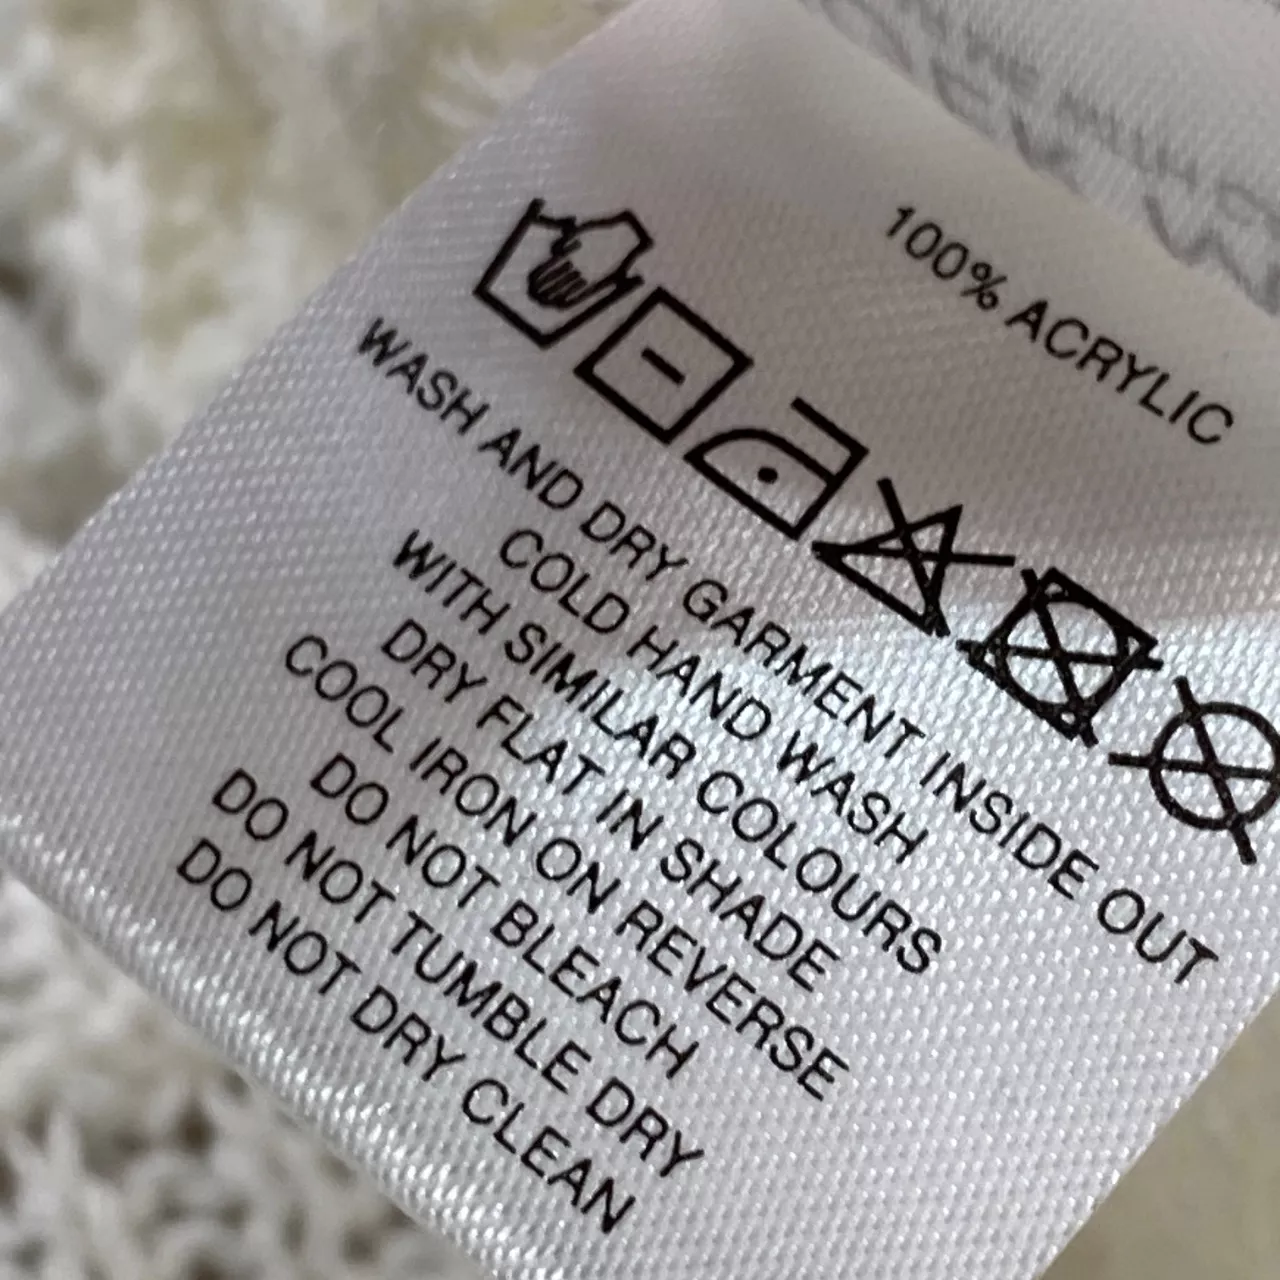 100% ACRYLIC
WASH AND DRY GARMENT INSIDE OUT
COLD HAND WASH
WITH SIMILAR COLOURS
DRY FLAT IN SHADE
COOL IRON ON REVERSE
DO NOT BLEACH
DO NOT TUMBLE DRY
DO NOT DRY CLEAN